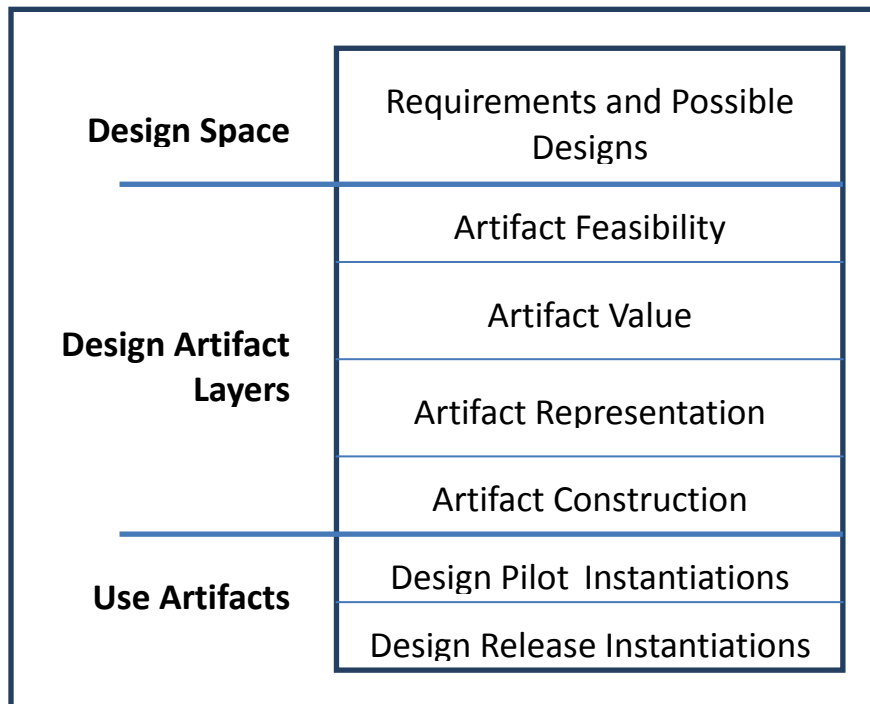 Design Space
Requirements and Possible
Designs
Design Artifact
Layers
Artifact Feasibility
Artifact Value
Artifact Representation
Artifact Construction
Use Artifacts
Design Pilot Instantiations
Design Release Instantiations